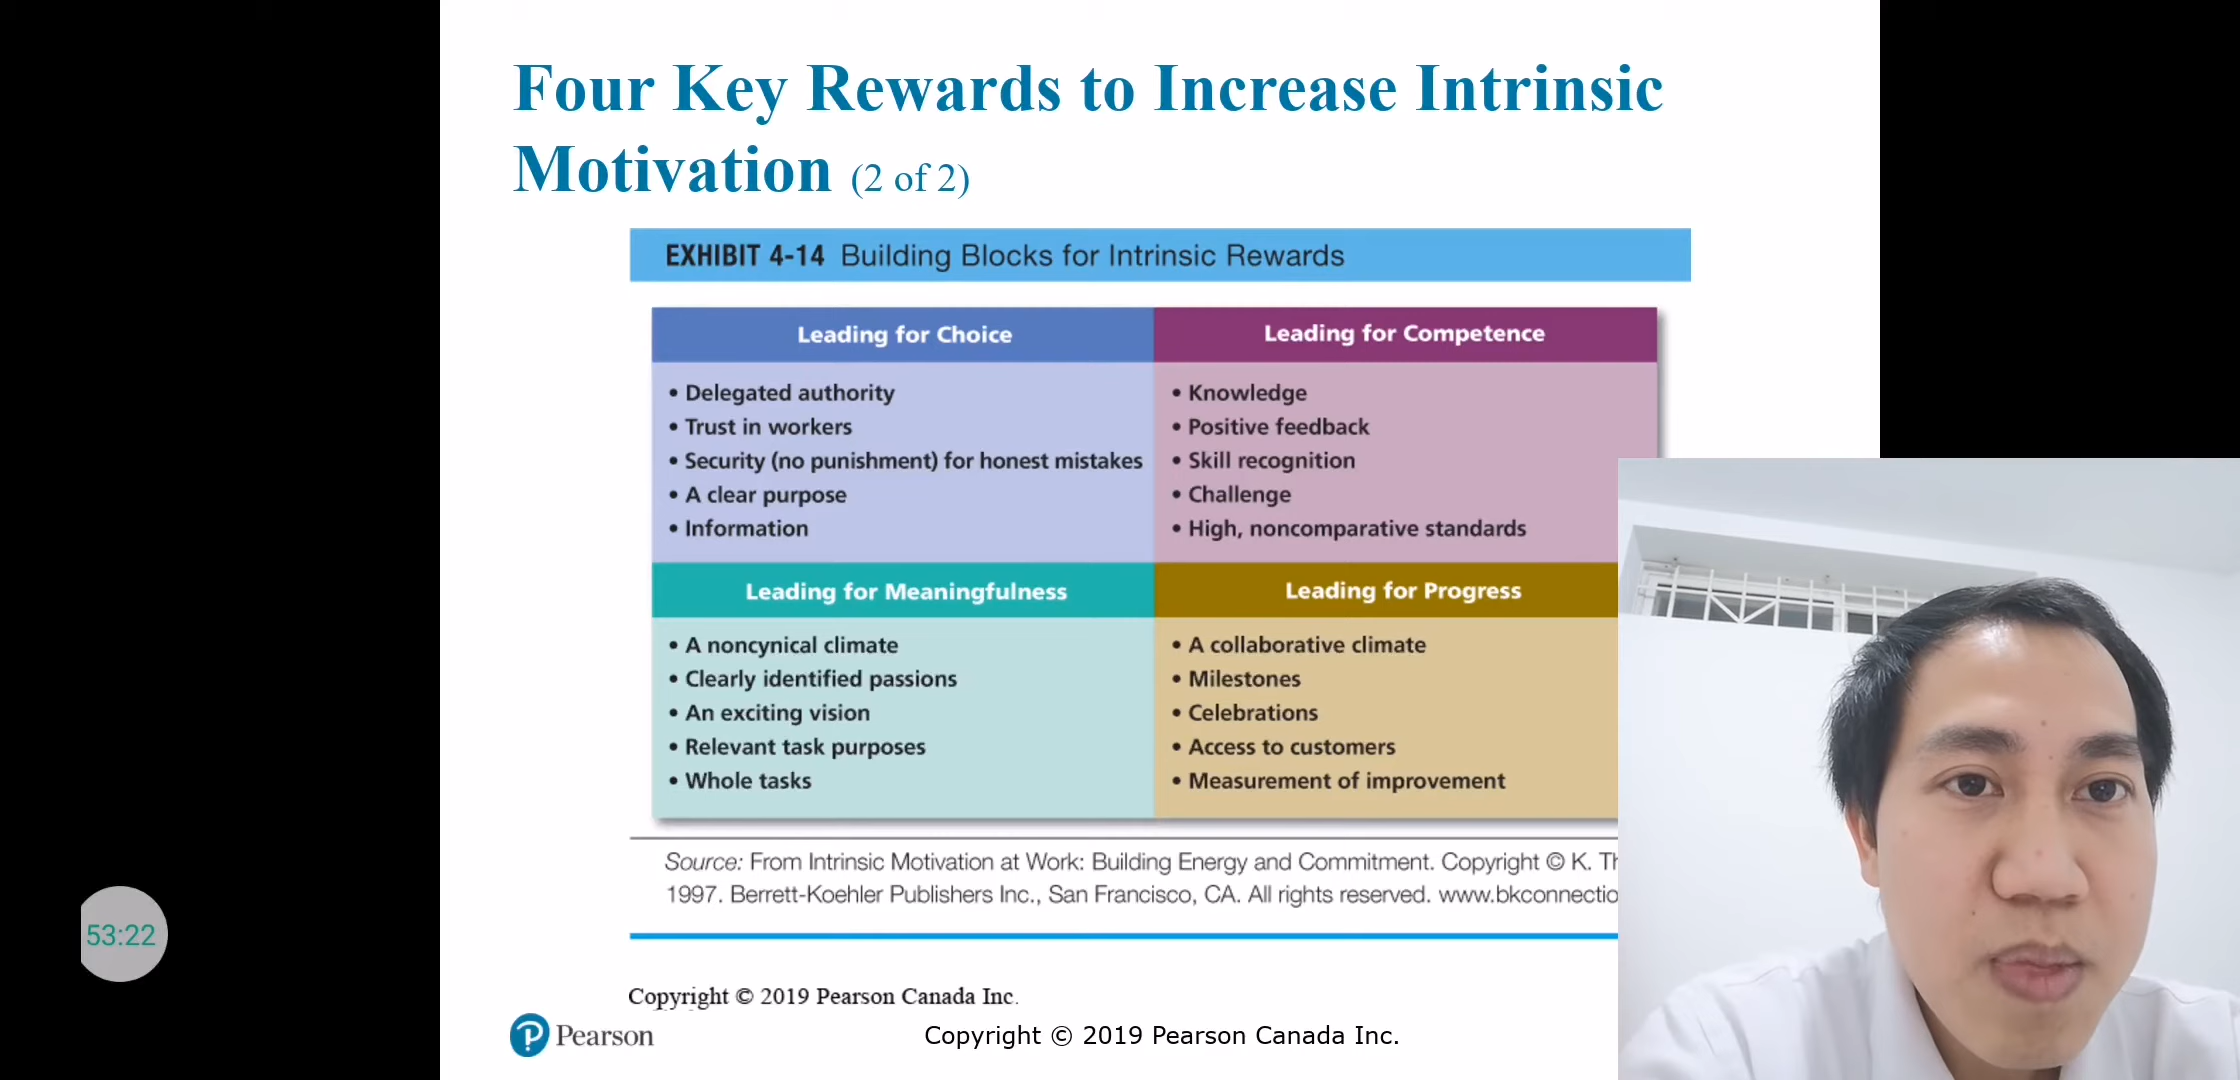 Four Key Rewards to Increase Intrinsic
Motivation (2 of 2)
EXHIBIT 4-14 Building Blocks for Intrinsic Rewards
Leading for Choice
• Delegated authority
• Trust in workers
• Security (no punishment) for honest mistakes
• A clear purpose
• Information
Leading for Competence
• Knowledge
• Positive feedback
• Skill recognition
• Challenge
• High, noncomparative standards
Leading for Meaningfulness
• A noncynical climate
• Clearly identified passions
• An exciting vision
• Relevant task purposes
• Whole tasks
Leading for Progress
• A collaborative climate
• Milestones
• Celebrations
• Access to customers
• Measurement of improvement
Source: From Intrinsic Motivation at Work: Building Energy and Commitment. Copyright © K.
1997. Berrett-Koehler Publishers Inc., San Francisco, CA. All rights reserved.
53:22
Copyright © 2019 Pearson Canada Inc.
Pearson
Copyright © 2019 Pearson Canada Inc.